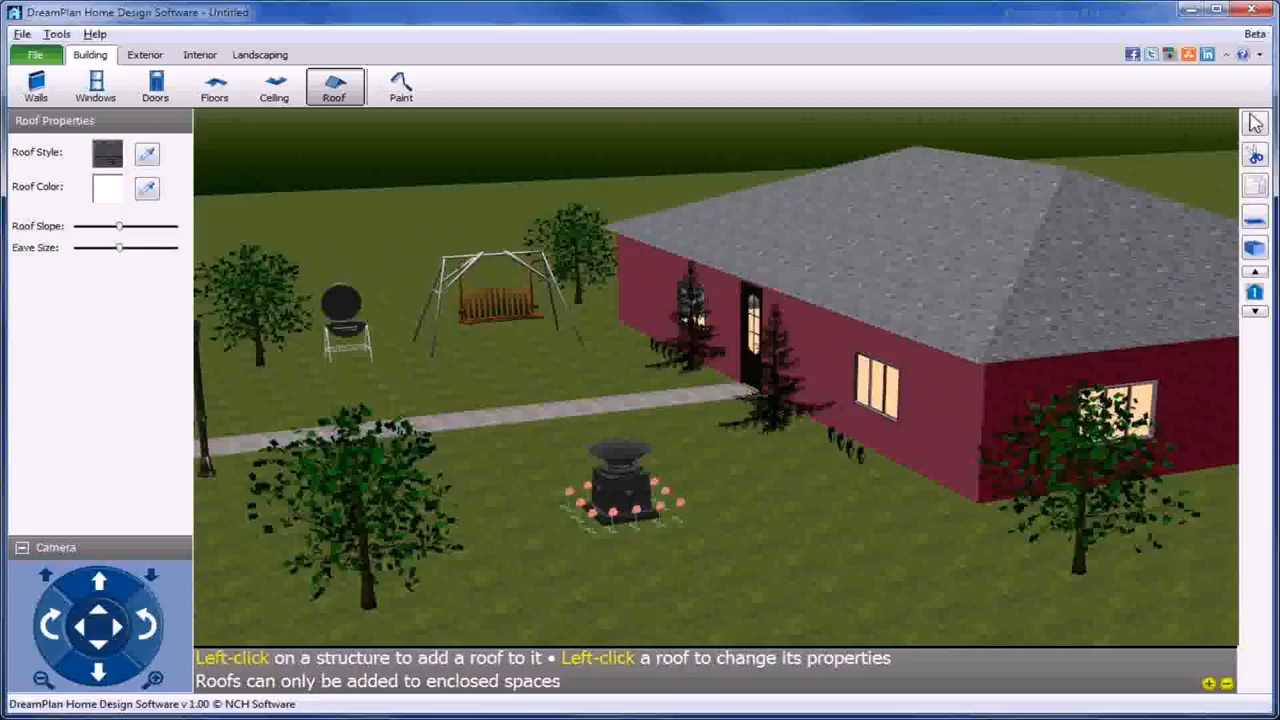 DreamPlan Home Design Software - Untitled
File Tools Help
Beta
File Building Exterior Interior Landscaping
Walls Windows Doors Floors Ceiling Roof Paint
Roof Properties
Roof Style:
Roof Color:
Roof Slope:
Eave Size:
Camera
Left-click on a structure to add a roof to it • Left-click a roof to change its properties
Roofs can only be added to enclosed spaces
DreamPlan Home Design Software v 1.00 © NCH Software